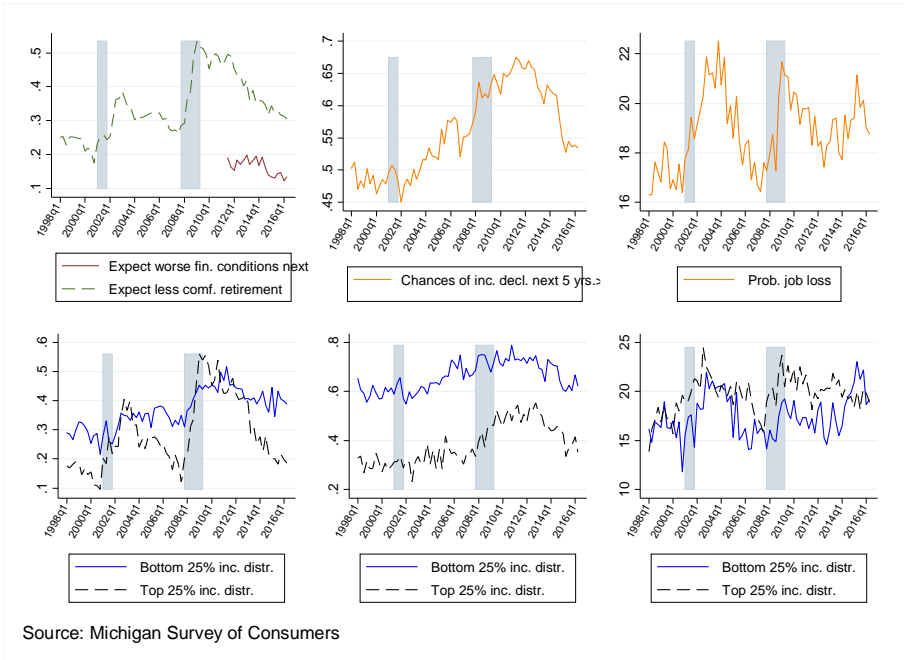 .5
.4
.3
.2
.1
1998q1 2000q1 2002q1 2004q1 2006q1 2008q1 2010q1 2012q1 2014q1 2016q1
Expect worse fin. conditions next
Expect less comf. retirement
.7
.65
.6
.55
.5
.45
1998q1 2000q1 2002q1 2004q1 2006q1 2008q1 2010q1 2012q1 2014q1 2016q1
Chances of inc. decl. next 5 yrs.>
22
20
18
16
1998q1 2000q1 2002q1 2004q1 2006q1 2008q1 2010q1 2012q1 2014q1 2016q1
Prob. job loss
.6
.5
.4
.3
.2
.1
1998q1 2000q1 2002q1 2004q1 2006q1 2008q1 2010q1 2012q1 2014q1 2016q1
Bottom 25% inc. distr.
Top 25% inc. distr.
.8
.6
.4
.2
1998q1 2000q1 2002q1 2004q1 2006q1 2008q1 2010q1 2012q1 2014q1 2016q1
Bottom 25% inc. distr.
Top 25% inc. distr.
25
20
15
10
1998q1 2000q1 2002q1 2004q1 2006q1 2008q1 2010q1 2012q1 2014q1 2016q1
Bottom 25% inc. distr.
Top 25% inc. distr.
Source: Michigan Survey of Consumers